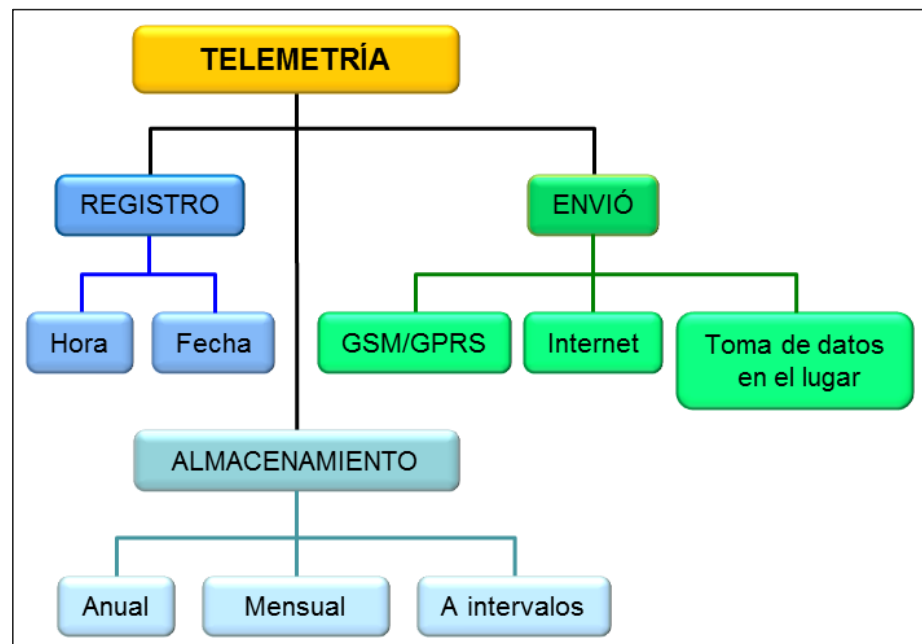 TELEMETRÍA
REGISTRO
ENVIÓ
Hora
Fecha
GSM/GPRS
Internet
Toma de datos
en el lugar
ALMACENAMIENTO
Anual
Mensual
A intervalos